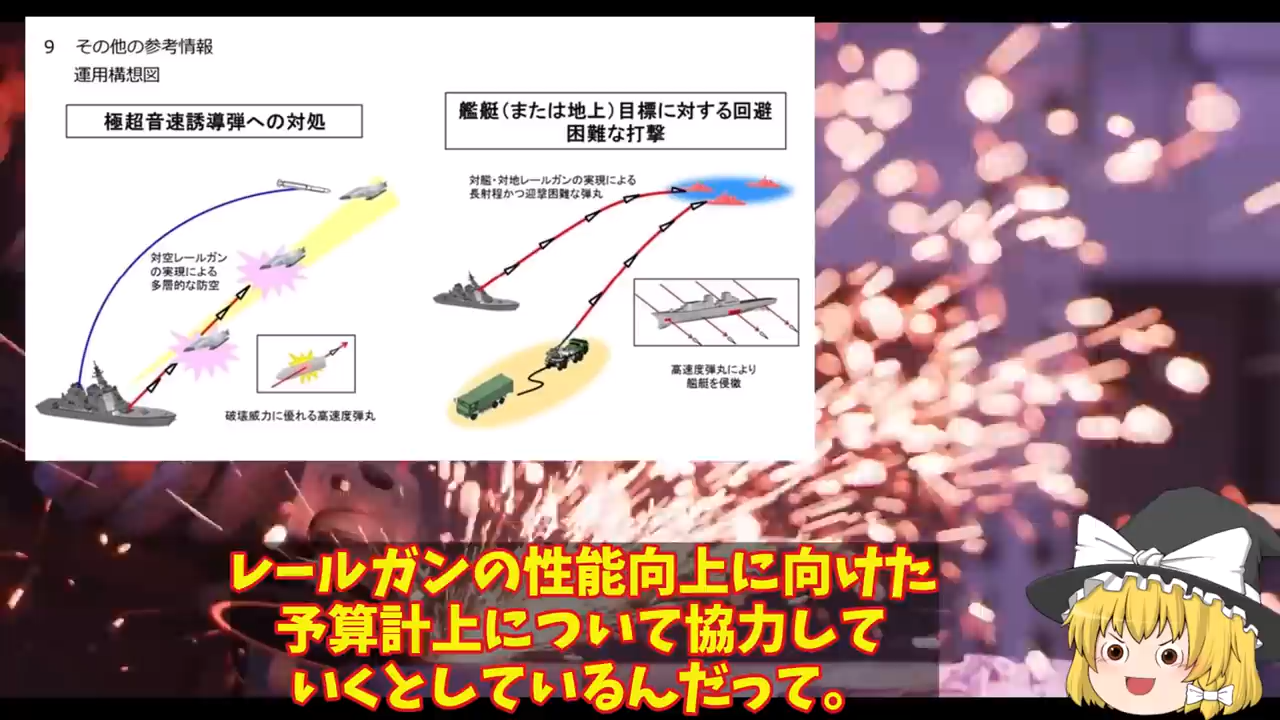 9 その他の参考情報
運用構想図
極超音速誘導弾への対処
対空レールガン
の実現による
多層的な防空
破壊威力に優れる高速度弾丸
艦艇(または地上)目標に対する回避
困難な打撃
対艦・対地レールガンの実現による
長射程かつ迎撃困難な弾丸
高速度弾丸により
艦艇を侵徹
レールガンの性能向上に向けた
予算計上について協力して
いくとしているんだって。